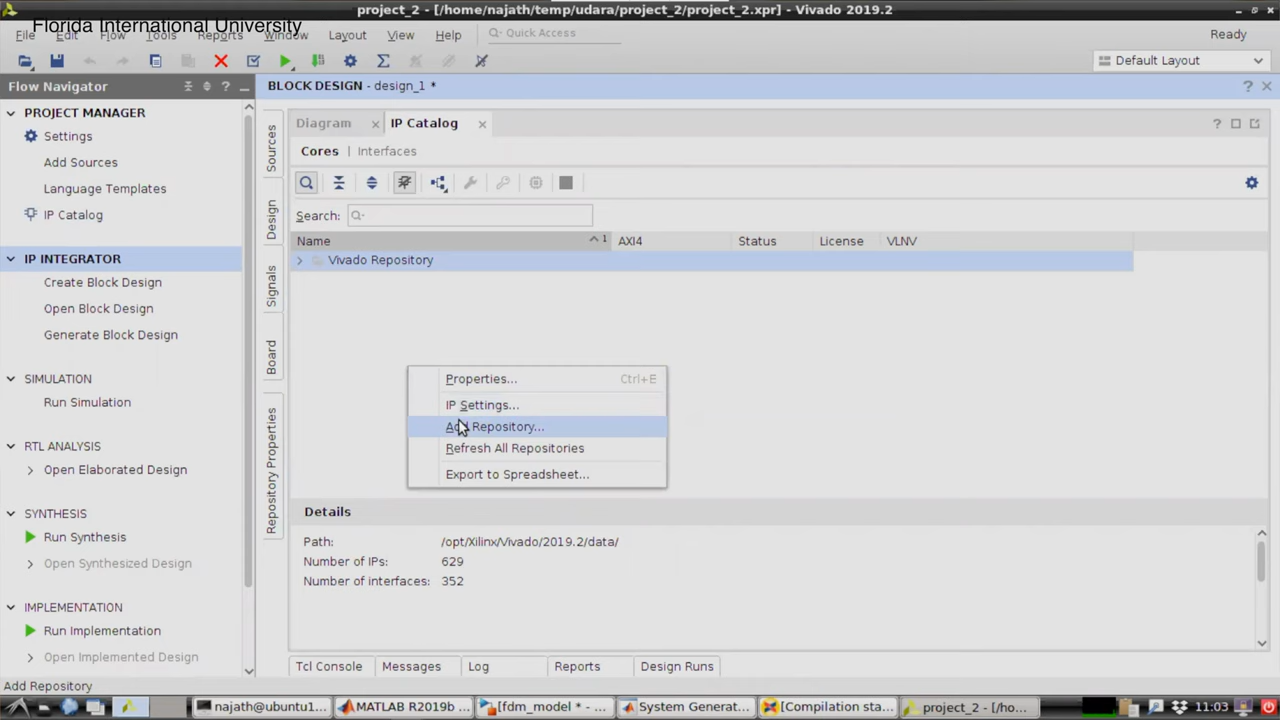 project_2 - [/home/najath/temp/udara/project_2/project_2.xpr] - Vivado 2019.2
Florida International University
File Edit Flow Tools Reports Window Layout View Help Quick Access Ready
Default Layout
Flow Navigator
BLOCK DESIGN - design_1 *
PROJECT MANAGER
Settings
Add Sources
Language Templates
IP Catalog
IP INTEGRATOR
Create Block Design
Open Block Design
Generate Block Design
SIMULATION
Run Simulation
RTL ANALYSIS
Open Elaborated Design
SYNTHESIS
Run Synthesis
Open Synthesized Design
IMPLEMENTATION
Run Implementation
Open Implemented Design
Sources
Design
Signals
Board
Repository Properties
Diagram IP Catalog
Cores Interfaces
Search:
Name 1 AXI4 Status License VLNV
Vivado Repository
Properties... Ctrl+E
IP Settings...
Add Repository...
Refresh All Repositories
Export to Spreadsheet...
Details
Path: /opt/Xilinx/Vivado/2019.2/data/
Number of IPs: 629
Number of interfaces: 352
Tcl Console Messages Log Reports Design Runs
Add Repository
najath@ubuntu1... MATLAB R2019b ... [fdm_model * - ... System Generat... [Compilation sta... project_2 - [/ho... 11:03